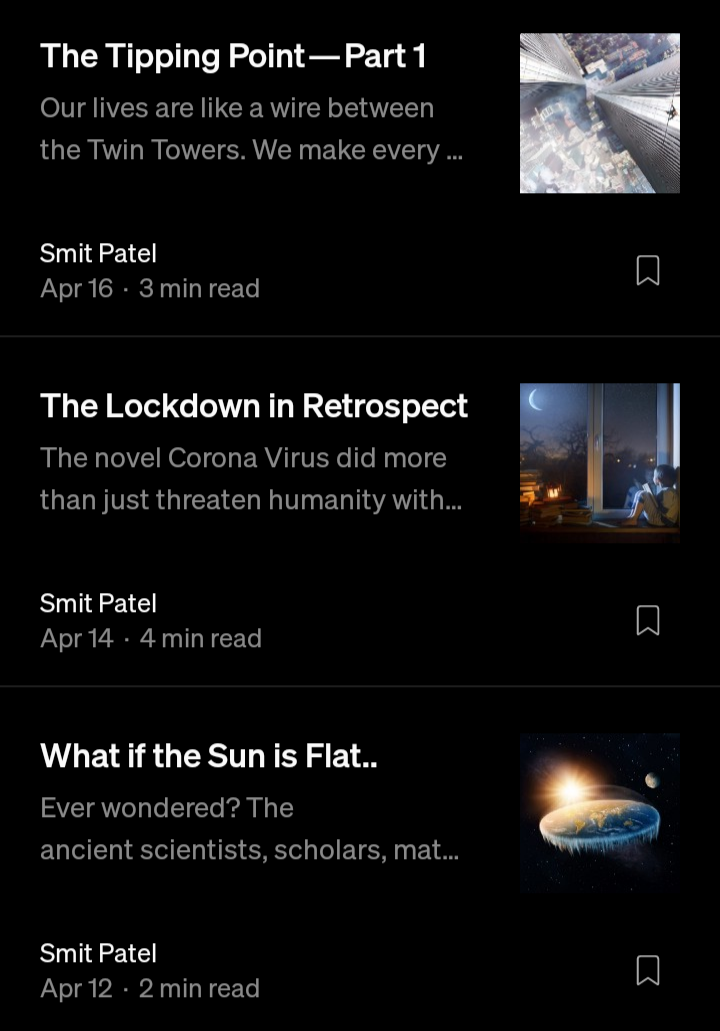 The Tipping Point — Part 1
Our lives are like a wire between
the Twin Towers. We make every ...
Smit Patel
Apr 16 · 3 min read
The Lockdown in Retrospect
The novel Corona Virus did more
than just threaten humanity with...
Smit Patel
Apr 14 · 4 min read
What if the Sun is Flat..
Ever wondered? The
ancient scientists, scholars, mat...
Smit Patel
Apr 12 · 2 min read